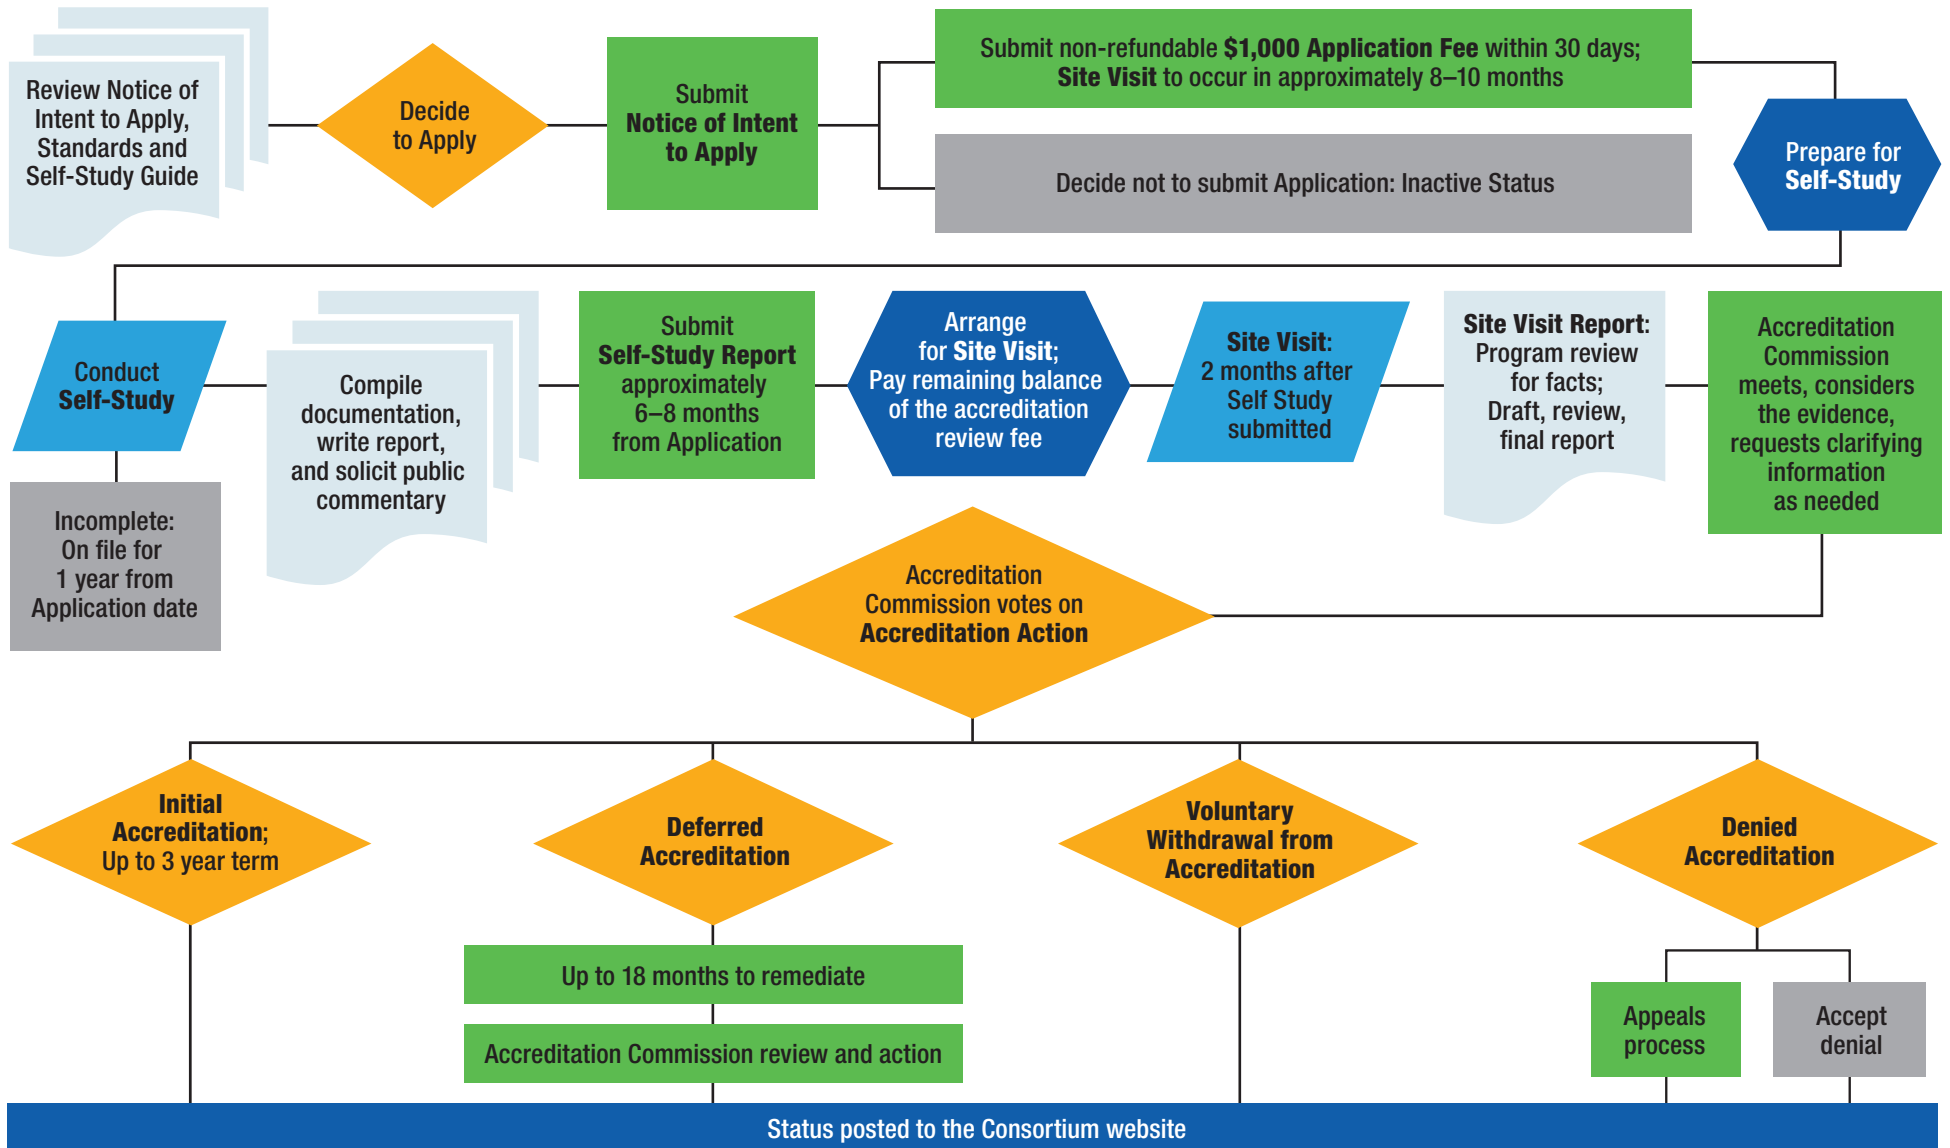 Review Notice of
Intent to Apply,
Standards and
Self-Study Guide
Decide
to Apply
Submit
Notice of Intent
to Apply
Submit non-refundable $1,000 Application Fee within 30 days;
Site Visit to occur in approximately 8–10 months
Decide not to submit Application: Inactive Status
Prepare for
Self-Study
Conduct
Self-Study
Incomplete:
On file for
1 year from
Application date
Compile
documentation,
write report,
and solicit public
commentary
Submit
Self-Study Report
approximately
6–8 months
from Application
Arrange
for Site Visit;
Pay remaining balance
of the accreditation
review fee
Site Visit:
2 months after
Self Study
submitted
Site Visit Report:
Program review
for facts;
Draft, review,
final report
Accreditation
Commission
meets, considers
the evidence,
requests clarifying
information
as needed
Accreditation
Commission votes on
Accreditation Action
Initial
Accreditation;
Up to 3 year term
Deferred
Accreditation
Up to 18 months to remediate
Accreditation Commission review and action
Voluntary
Withdrawal from
Accreditation
Denied
Accreditation
Appeals
process
Accept
denial
Status posted to the Consortium website